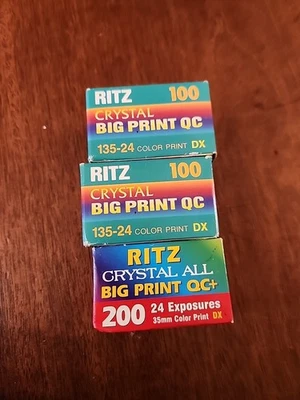 RITZ 100
CRYSTAL
BIG PRINT QC
135-24 COLOR PRINT DX
RITZ 100
CRYSTAL
BIG PRINT QC
135-24 COLOR PRINT DX
RITZ
CRYSTAL ALL
BIG PRINT QC+
200 24 Exposures
35mm Color Print DX